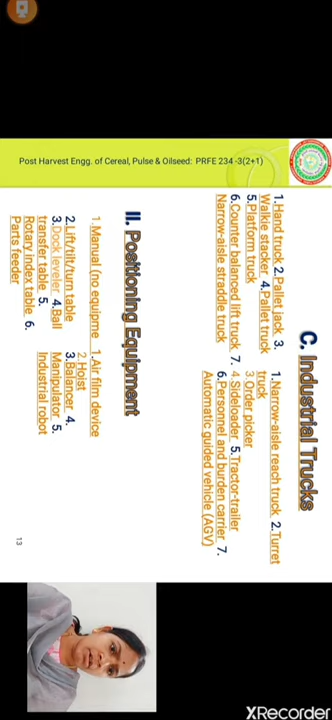 Post Harvest Engg. of Cereal, Pulse & Oilseed: PRFE 234 -3(2+1)
C. Industrial Trucks
1.Hand truck 2.Pallet jack 3.
Walkie stacker 4.Pallet truck
5.Platform truck
6.Counter balanced lift truck 7.
Narrow-aisle straddle truck
1.Narrow-aisle reach truck 2.Turret
truck
3.Order picker
4.Sideloader 5.Tractor-trailer
6.Personnel and burden carrier 7.
Automatic guided vehicle (AGV)
II. Positioning Equipment
1.Manual (no equipme
2.Lift/tilt/turn table
3.Dock leveler 4.Ball
transfer table 5.
Rotary index table 6.
Parts feeder
1.Air film device
2.Hoist
3.Balancer 4.
Manipulator 5.
Industrial robot
13
XRecorder